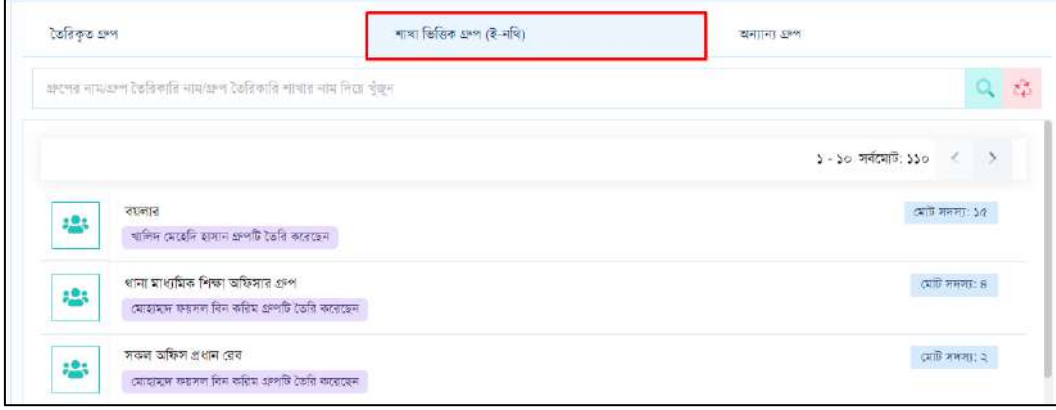 তৈরিকৃত গ্রুপ
শাখা ভিত্তিক গ্রুপ (ই-নথি)
অন্যান্য গ্রুপ
গ্রুপের নাম/গ্রুপ তৈরিকারি নাম/গ্রুপ তৈরিকারি শাখার নাম দিয়ে খুঁজুন
১ - ১০ সর্বমোট: ১১০
বয়লার
মোট সদস্য: ১৫
খালিদ মেহেদি হাসান গ্রুপটি তৈরি করেছেন
থানা মাধ্যমিক শিক্ষা অফিসার গ্রুপ
মোট সদস্য: ৪
মোহাম্মদ ফয়সল বিন করিম গ্রুপটি তৈরি করেছেন
সকল অফিস প্রধান রেব
মোট সদস্য: ২
মোহাম্মদ ফয়সল বিন করিম গ্রুপটি তৈরি করেছেন